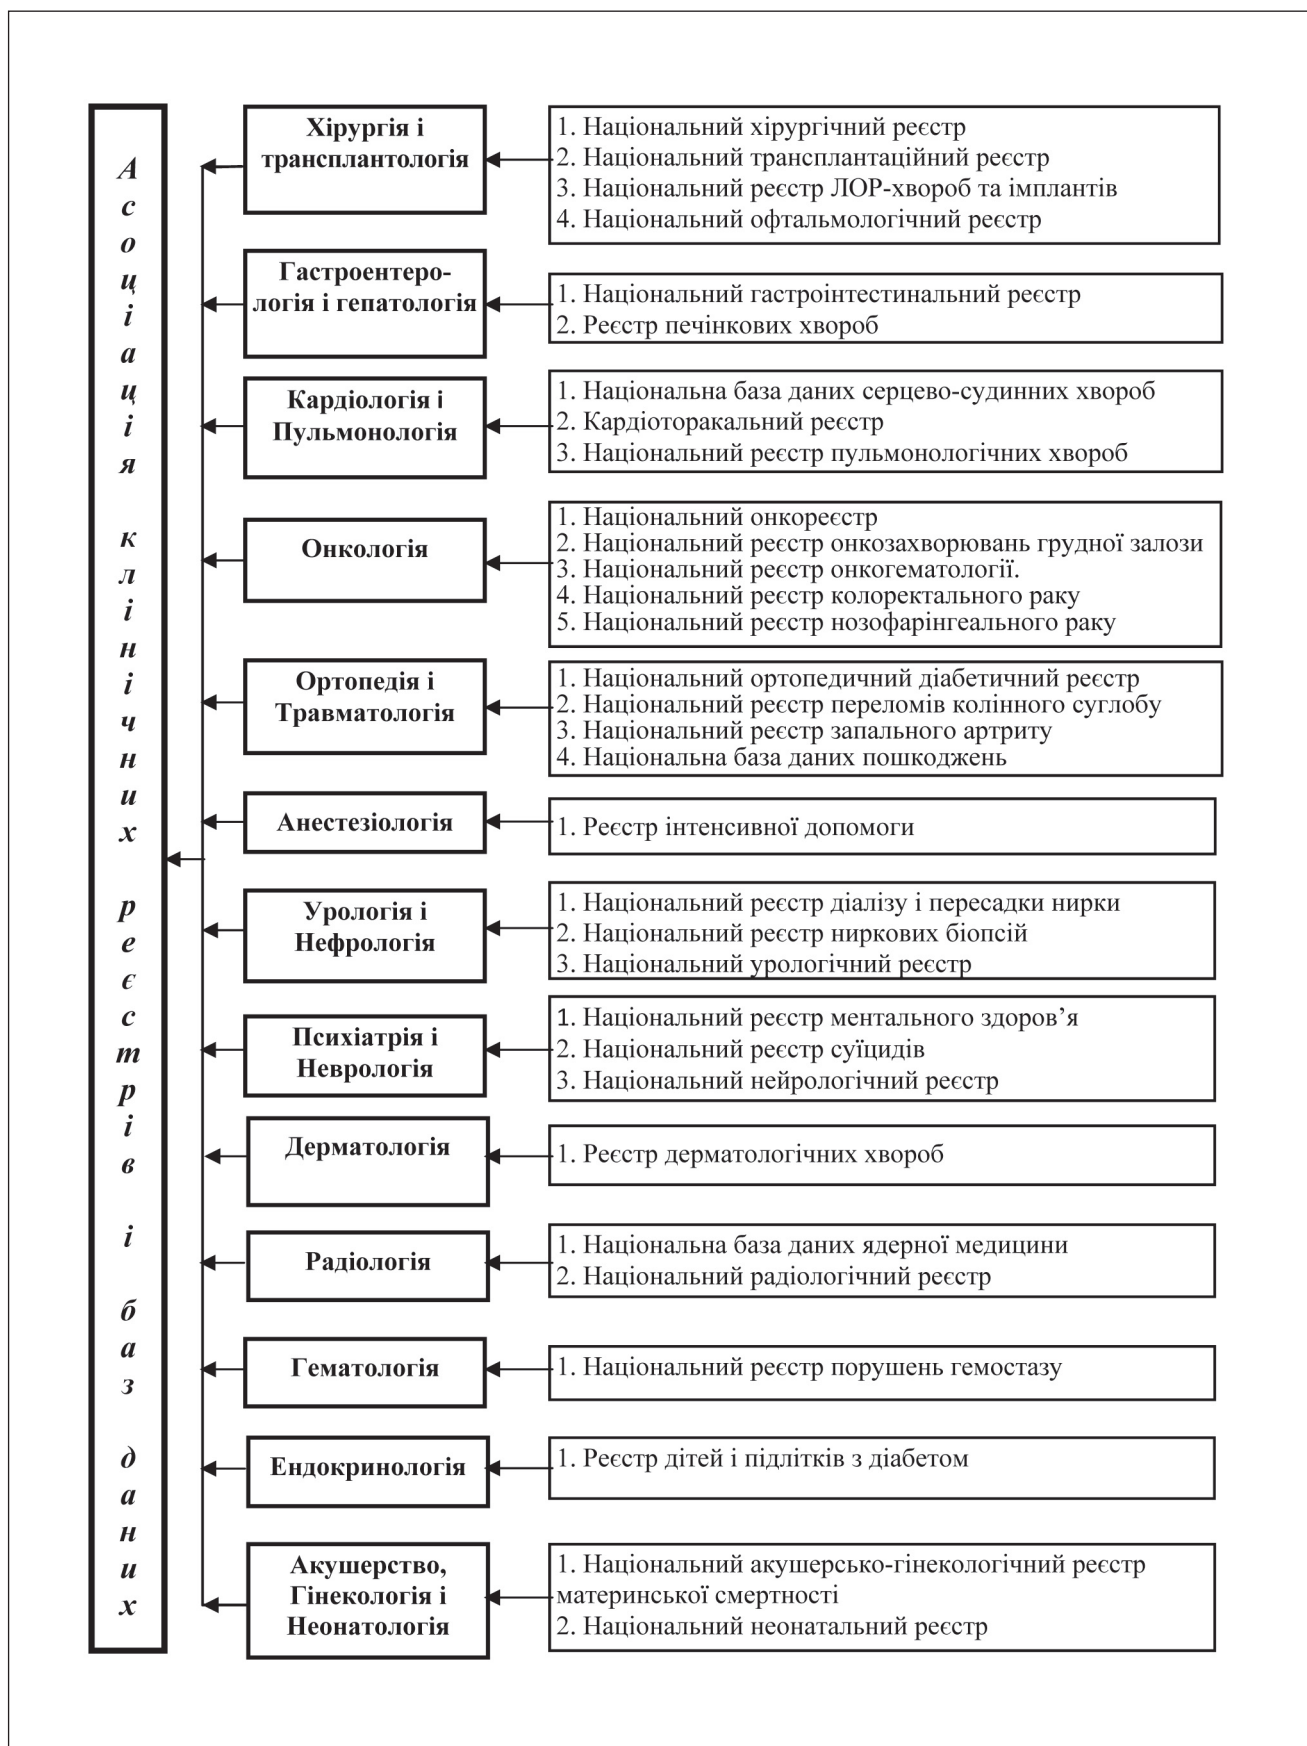 Асоціація клінічних реєстрів і баз даних
Хірургія і
трансплантологія
1. Національний хірургічний реєстр
2. Національний трансплантаційний реєстр
3. Національний реєстр ЛОР-хвороб та імплантів
4. Національний офтальмологічний реєстр
Гастроентеро-
логія і гепатологія
1. Національний гастроінтестинальний реєстр
2. Реєстр печінкових хвороб
Кардіологія і
Пульмонологія
1. Національна база даних серцево-судинних хвороб
2. Кардіоторакальний реєстр
3. Національний реєстр пульмонологічних хвороб
Онкологія
1. Національний онкореєстр
2. Національний реєстр онкозахворювань грудної залози
3. Національний реєстр онкогематології.
4. Національний реєстр колоректального раку
5. Національний реєстр нозофарінгеального раку
Ортопедія і
Травматологія
1. Національний ортопедичний діабетичний реєстр
2. Національний реєстр переломів колінного суглобу
3. Національний реєстр запального артриту
4. Національна база даних пошкоджень
Анестезіологія
1. Реєстр інтенсивної допомоги
Урологія і
Нефрологія
1. Національний реєстр діалізу і пересадки нирки
2. Національний реєстр ниркових біопсій
3. Національний урологічний реєстр
Психіатрія і
Неврологія
1. Національний реєстр ментального здоров’я
2. Національний реєстр суїцидів
3. Національний нейрологічний реєстр
Дерматологія
1. Реєстр дерматологічних хвороб
Радіологія
1. Національна база даних ядерної медицини
2. Національний радіологічний реєстр
Гематологія
1. Національний реєстр порушень гемостазу
Ендокринологія
1. Реєстр дітей і підлітків з діабетом
Акушерство,
Гінекологія і
Неонатологія
1. Національний акушерсько-гінекологічний реєстр
материнської смертності
2. Національний неонатальний реєстр